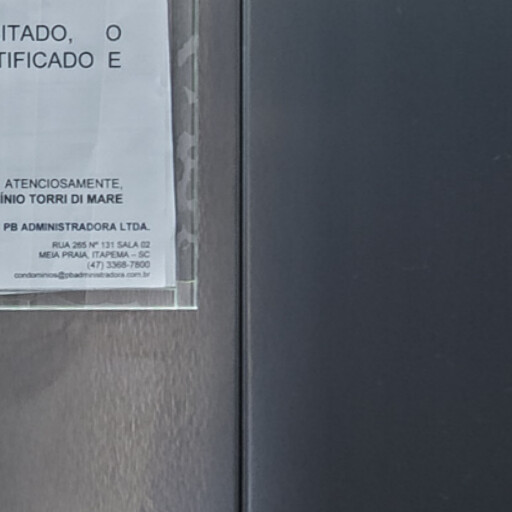 ITADO, O
TIFICADO E
ATENCIOSAMENTE,
ÍNIO TORRI DI MARE
PB ADMINISTRADORA LTDA.
RUA 265 Nº 131 SALA 02
MEIA PRAIA, ITAPEMA – SC
(47) 3368-7800
condominios@pbadministradora.com.br